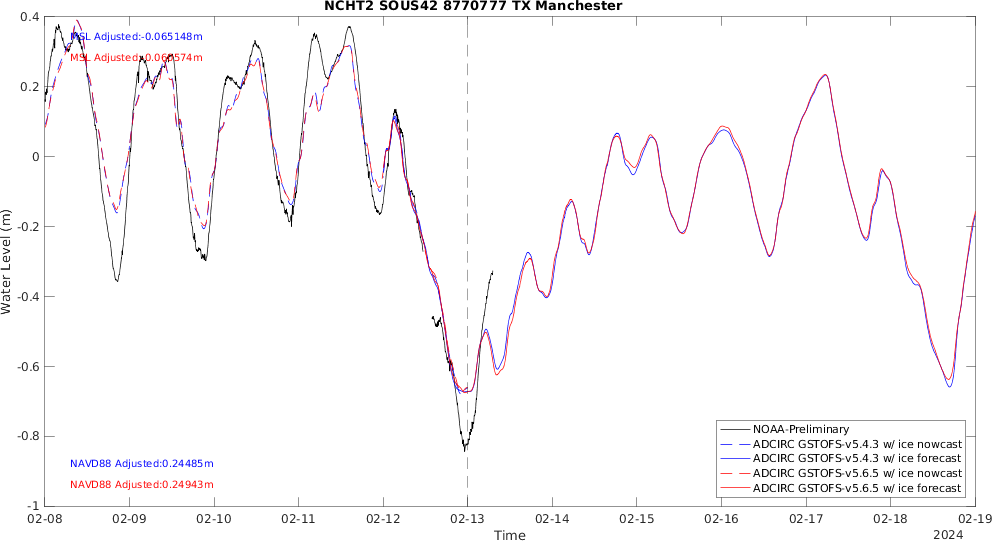 NCHT2 SOUS42 8770777 TX Manchester
MSL Adjusted:-0.065148m
MSL Adjusted:-0.060574m
0.4
0.2
0
-0.2
-0.4
-0.6
-0.8
-1
Water Level (m)
NAVD88 Adjusted:0.24485m
NAVD88 Adjusted:0.24943m
NOAA-Preliminary
ADCIRC GSTOFS-v5.4.3 w/ ice nowcast
ADCIRC GSTOFS-v5.4.3 w/ ice forecast
ADCIRC GSTOFS-v5.6.5 w/ ice nowcast
ADCIRC GSTOFS-v5.6.5 w/ ice forecast
02-08 02-09 02-10 02-11 02-12 02-13 02-14 02-15 02-16 02-17 02-18 02-19
Time
2024